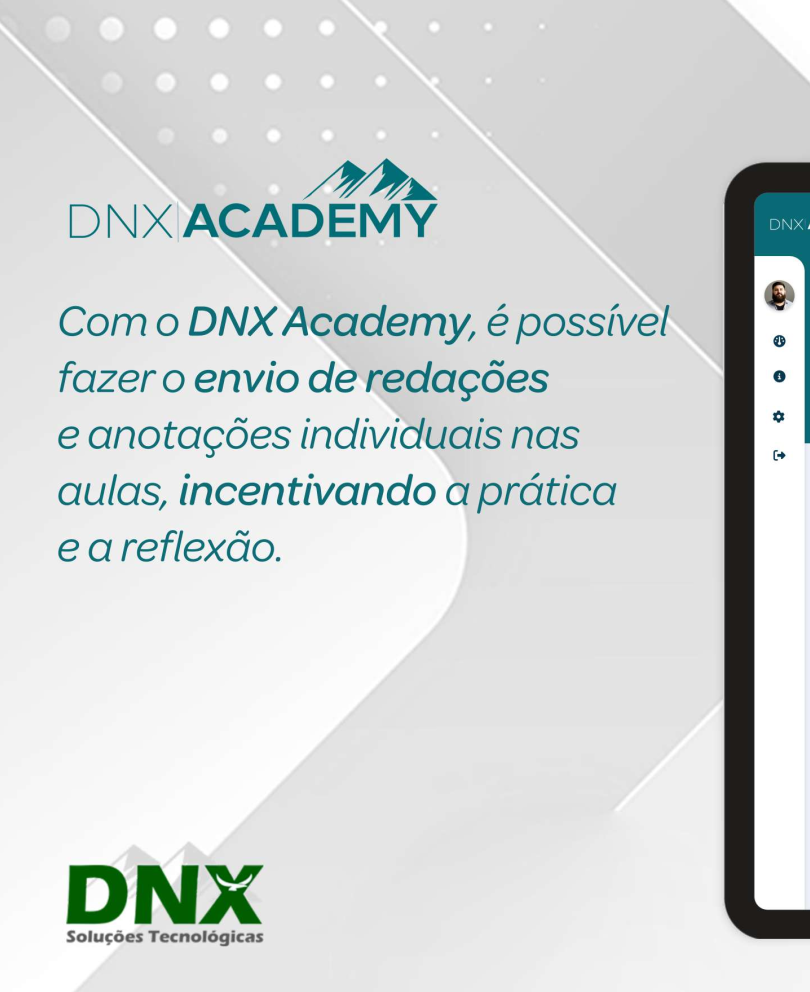 DNX ACADEMY
DNX
Com o DNX Academy, é possível
fazer o envio de redações
e anotações individuais nas
aulas, incentivando a prática
e a reflexão.
DNX
Soluções Tecnológicas